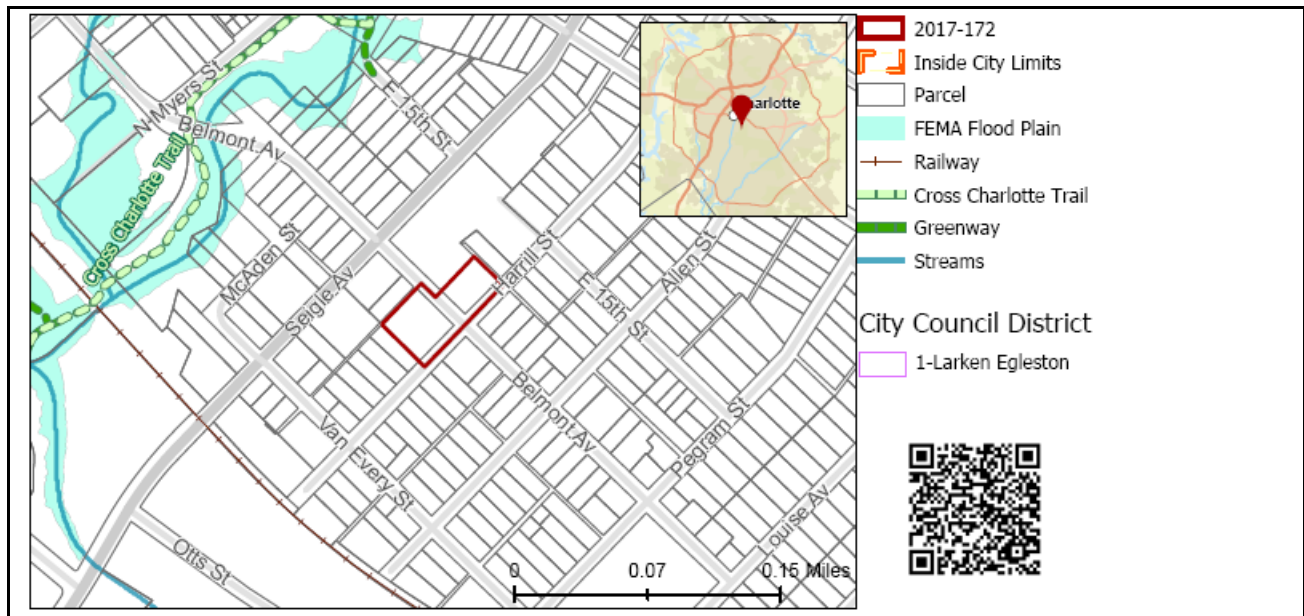 N Myers St
Belmont Av
E 15th St
Cross Charlotte Trail
McAden St
Seigle Av
Harrill St
Allen St
E 15th St
Belmont Av
Van Every St
Pegram St
Louise Av
Otts St
0 0.07 0.15 Miles
harlotte
2017-172
Inside City Limits
Parcel
FEMA Flood Plain
Railway
Cross Charlotte Trail
Greenway
Streams
City Council District
1-Larken Egleston